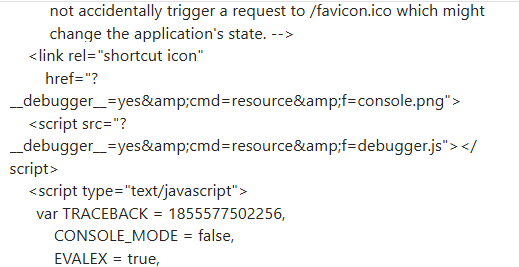 not accidentally trigger a request to /favicon.ico which might
change the application's state. -->
<link rel="shortcut icon"
href="?
__debugger__=yes&amp;cmd=resource&amp;f=console.png">
<script src="?
__debugger__=yes&amp;cmd=resource&amp;f=debugger.js"></
script>
<script type="text/javascript">
var TRACEBACK = 1855577502256,
CONSOLE_MODE = false,
EVALEX = true,